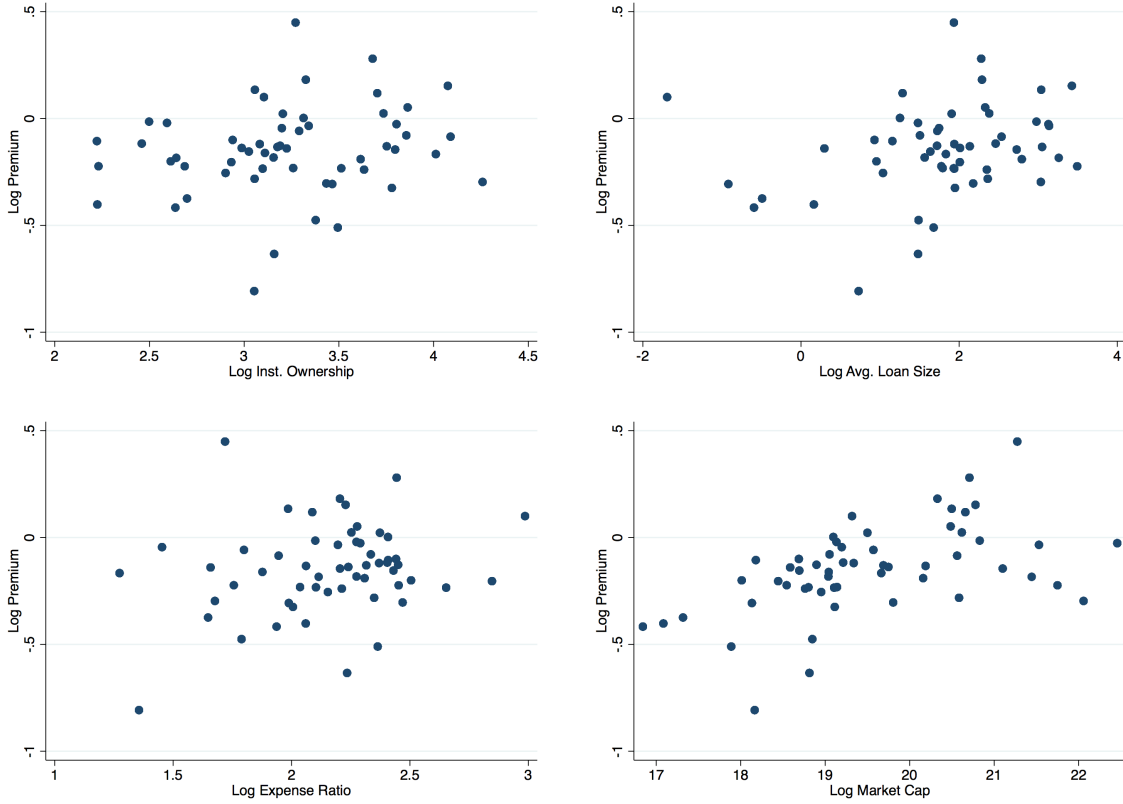 .5
0
-.5
-1
Log Premium
2 2.5 3 3.5 4 4.5
Log Inst. Ownership
.5
0
-.5
-1
Log Premium
-2 0 2 4
Log Avg. Loan Size
.5
0
-.5
-1
Log Premium
1 1.5 2 2.5 3
Log Expense Ratio
.5
0
-.5
-1
Log Premium
17 18 19 20 21 22
Log Market Cap